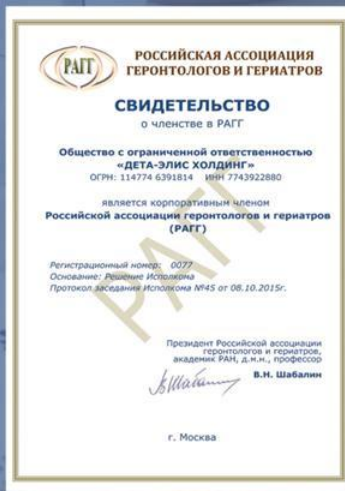 РАГГ
РОССИЙСКАЯ АССОЦИАЦИЯ
ГЕРОНТОЛОГОВ И ГЕРИАТРОВ
СВИДЕТЕЛЬСТВО
о членстве в РАГГ
Общество с ограниченной ответственностью
«ДЕТА-ЭЛИС ХОЛДИНГ»
ОГРН: 114774 6391814 ИНН 7743922880
является корпоративным членом
Российской ассоциации геронтологов и гериатров
(РАГГ)
РАГГ
Регистрационный номер: 0077
Основание: Решение Исполкома
Протокол заседания Исполкома №45 от 08.10.2015г.
Президент Российской ассоциации
геронтологов и гериатров,
академик РАН, д.м.н., профессор
В.Н. Шабалин
г. Москва